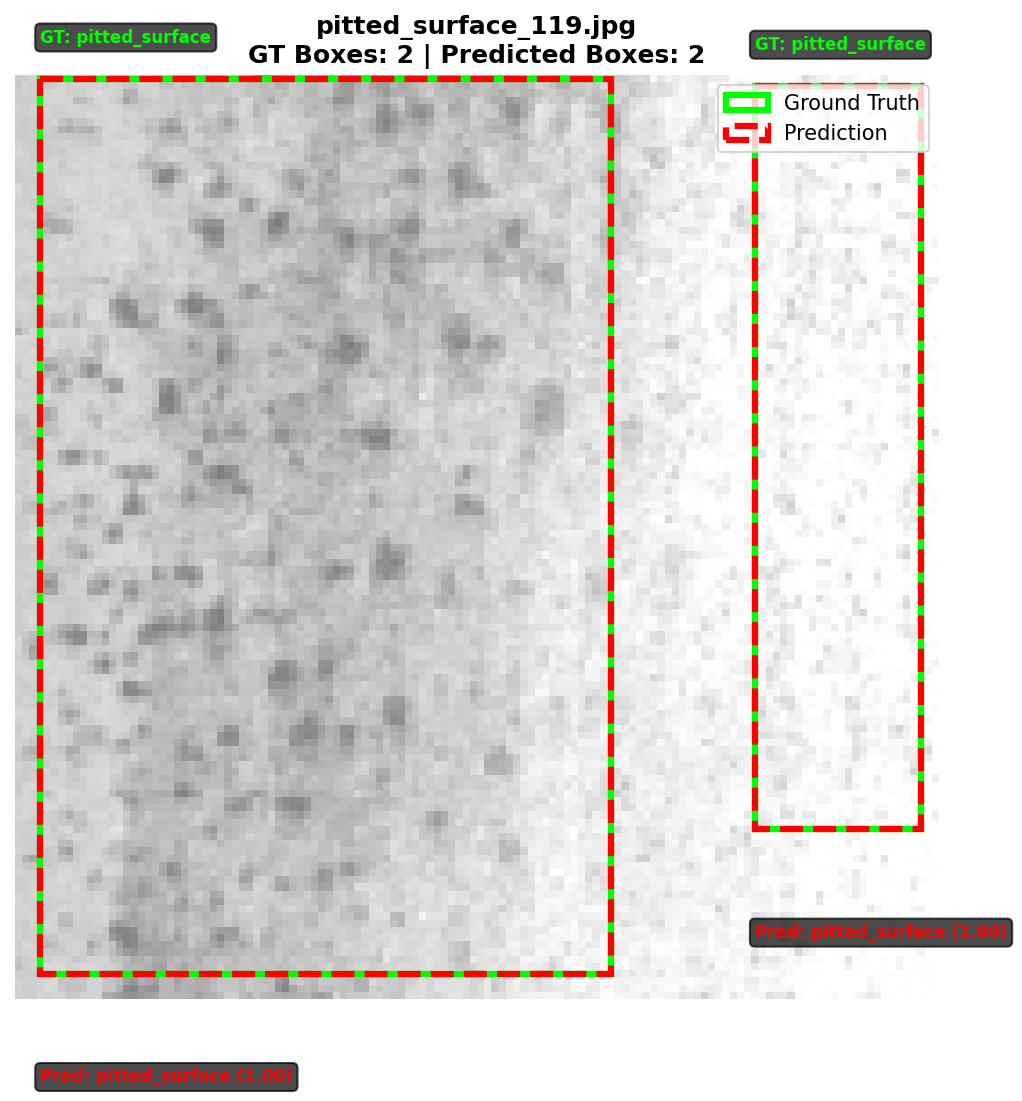 pitted_surface_119.jpg
GT Boxes: 2 | Predicted Boxes: 2
GT: pitted_surface
GT: pitted_surface
Ground Truth
Prediction
Pred: pitted_surface (1.00)
Pred: pitted_surface (1.00)